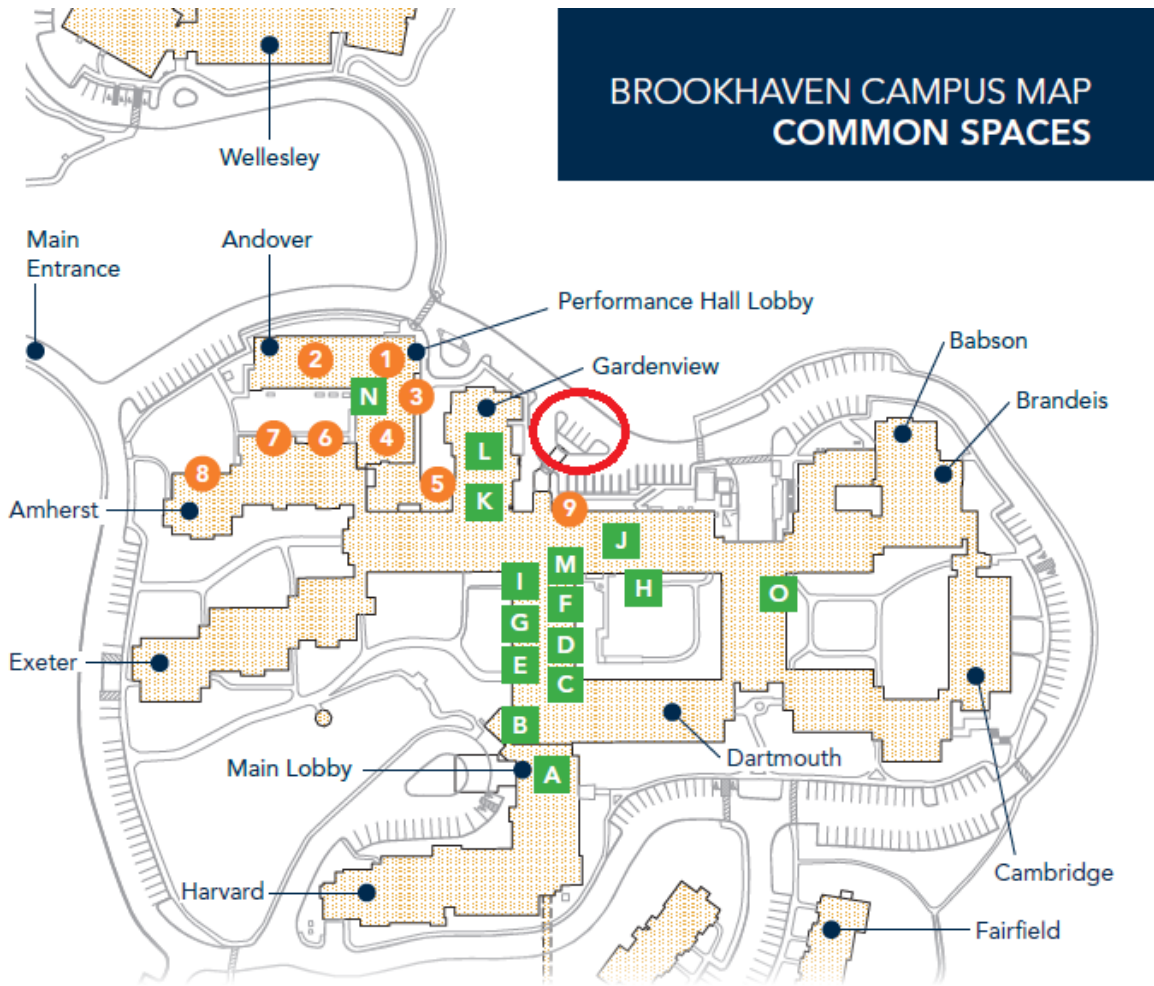 BROOKHAVEN CAMPUS MAP
COMMON SPACES
Wellesley
Main
Entrance
Andover
Performance Hall Lobby
Gardenview
Babson
Brandeis
2
1
N
3
7
6
4
L
8
5
K
9
Amherst
J
M
I
H
O
F
G
D
E
C
Exeter
B
Dartmouth
Main Lobby
A
Harvard
Cambridge
Fairfield